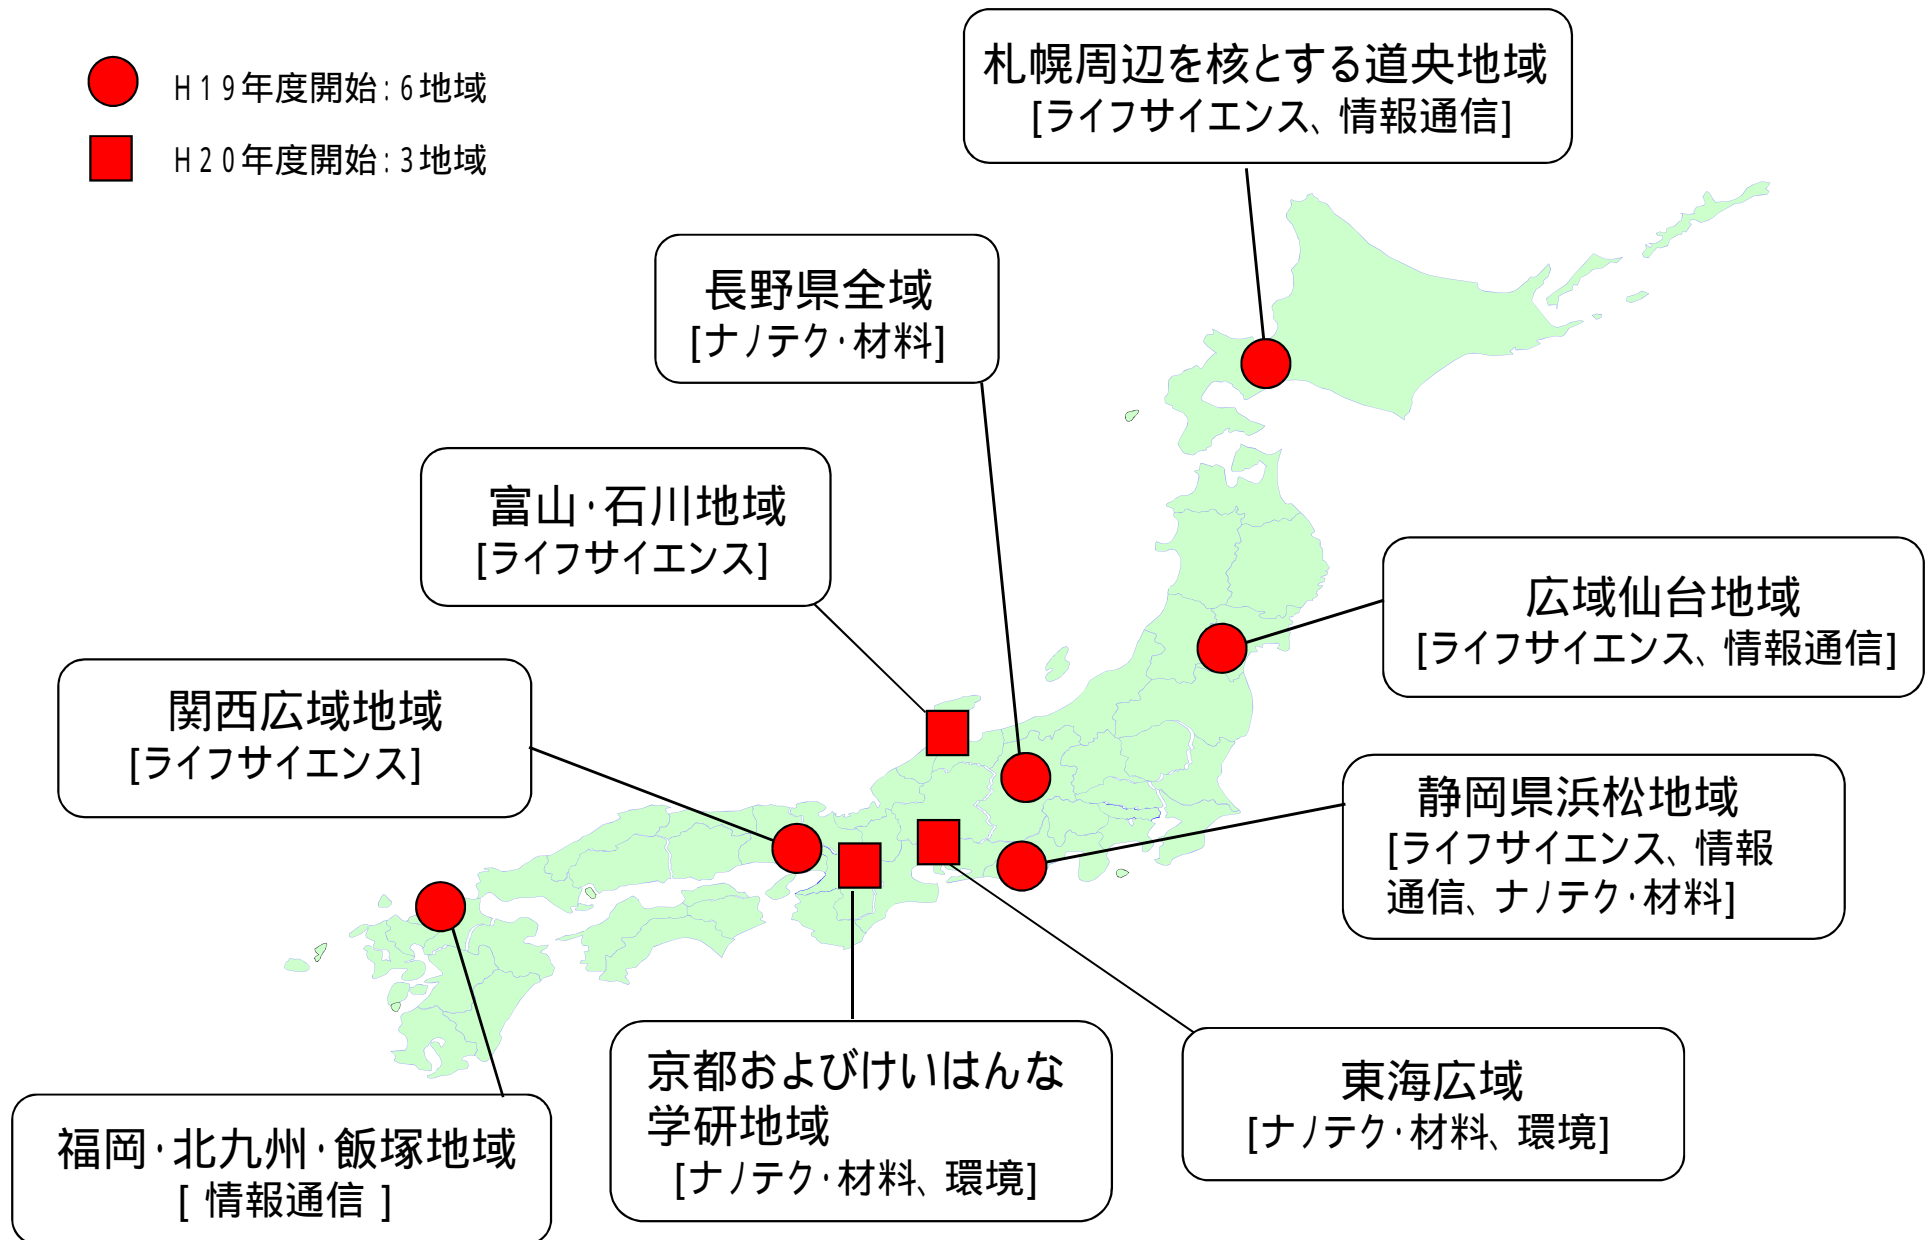 H19年度開始:6地域
H20年度開始:3地域
札幌周辺を核とする道央地域
[ライフサイエンス、情報通信]
長野県全域
[ナノテク・材料]
富山・石川地域
[ライフサイエンス]
広域仙台地域
[ライフサイエンス、情報通信]
関西広域地域
[ライフサイエンス]
静岡県浜松地域
[ライフサイエンス、情報
通信、ナノテク・材料]
京都およびけいはんな
学研地域
[ナノテク・材料、環境]
東海広域
[ナノテク・材料、環境]
福岡・北九州・飯塚地域
[ 情報通信 ]